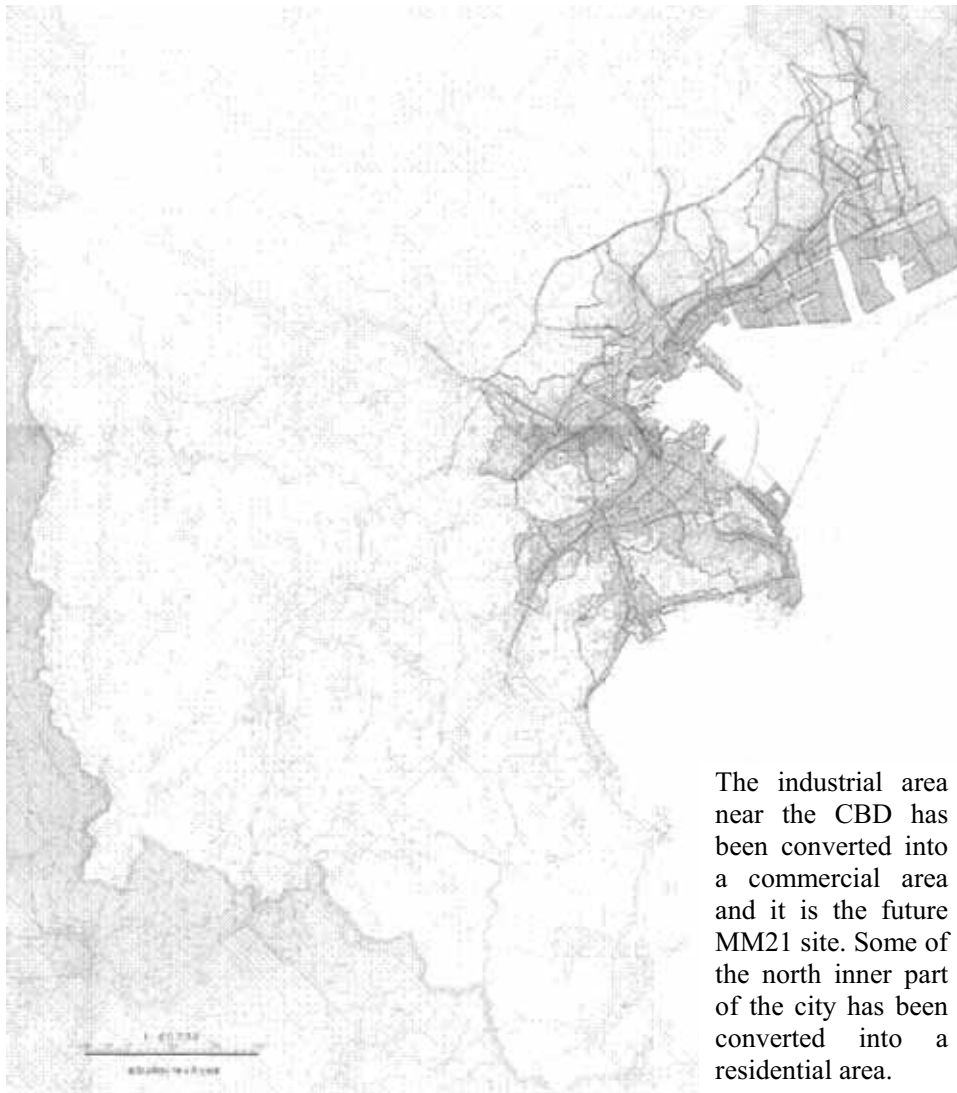 The industrial area
near the CBD has
been converted into
a commercial area
and it is the future
MM21 site. Some of
the north inner part
of the city has been
converted into a
residential area.